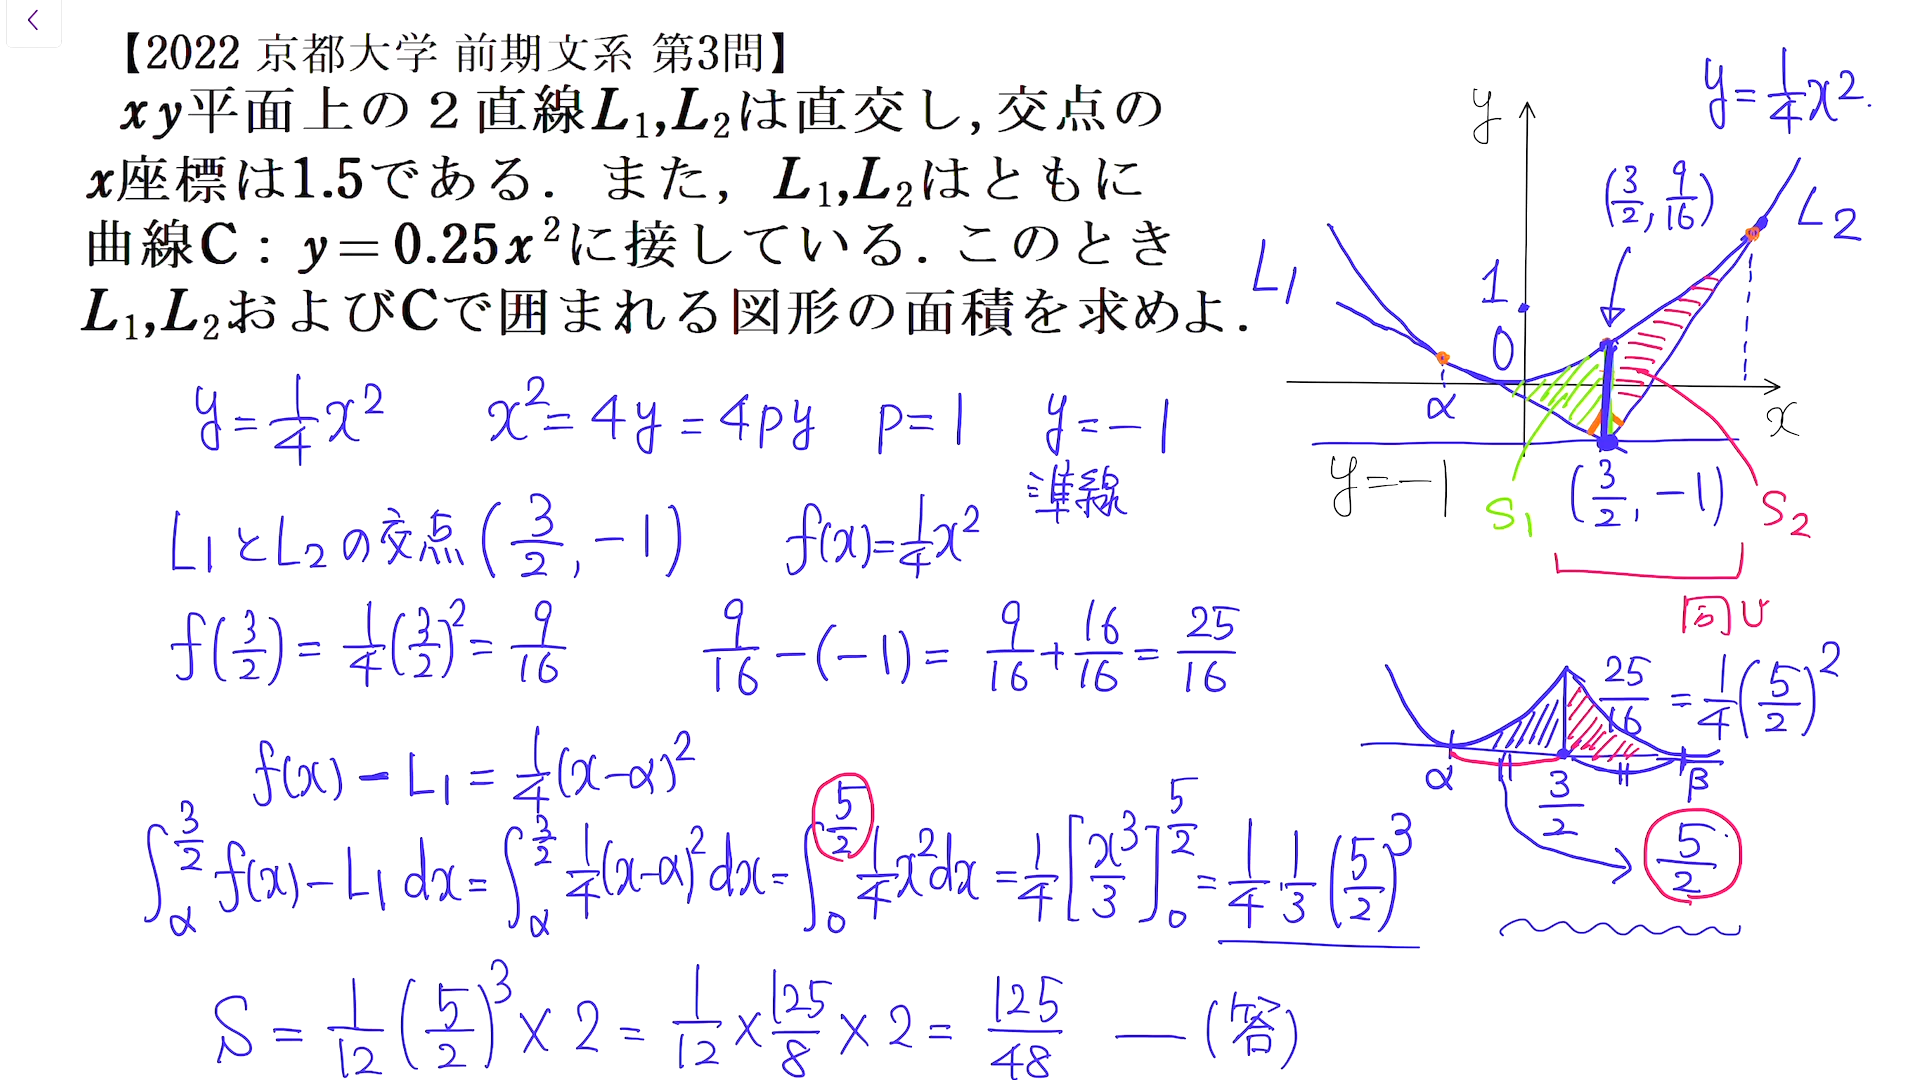 【2022 京都大学 前期文系 第3問】
xy平面上の２直線L₁,L₂は直交し,交点の
x座標は1.5である. また, L₁,L₂はともに
曲線C : y=0.25x²に接している. このとき
L₁,L₂およびCで囲まれる図形の面積を求めよ.
y=1/4x² x²=4y=4py p=1 y=-1
準線
L₁とL₂の交点(3/2, -1) f(x)=1/4x²
f(3/2)=1/4(3/2)²=9/16 9/16-(-1)=9/16+16/16=25/16
f(x)-L₁=1/4(x-α)²
∫_α^{3/2} f(x)-L₁ dx=∫_α^{3/2} 1/4(x-α)²dx=∫_0^{5/2} 1/4x²dx=1/4[x³/3]_0^{5/2}=1/4・1/3(5/2)³
S=1/12(5/2)³×2=1/12×125/8×2=125/48 ―(答)
y=1/4x².
y
(3/2, 9/16)
L₂
L₁
1
0
α
x
y=-1
(3/2, -1)
S₁
S₂
同じ
25/16=1/4(5/2)²
α
3/2
β
5/2